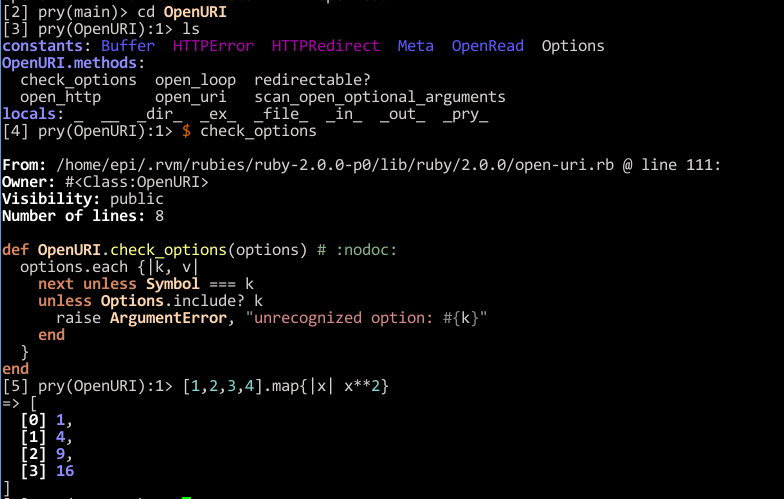 [2] pry(main)> cd OpenURI
[3] pry(OpenURI):1> ls
constants: Buffer  HTTPError  HTTPRedirect  Meta  OpenRead  Options
OpenURI.methods:
  check_options  open_loop  redirectable?
  open_http      open_uri   scan_open_optional_arguments
locals: _  __  _dir_  _ex_  _file_  _in_  _out_  _pry_
[4] pry(OpenURI):1> $ check_options
From: /home/epi/.rvm/rubies/ruby-2.0.0-p0/lib/ruby/2.0.0/open-uri.rb @ line 111:
Owner: #<Class:OpenURI>
Visibility: public
Number of lines: 8
def OpenURI.check_options(options) # :nodoc:
  options.each {|k, v|
    next unless Symbol === k
    unless Options.include? k
      raise ArgumentError, "unrecognized option: #{k}"
    end
  }
end
[5] pry(OpenURI):1> [1,2,3,4].map{|x| x**2}
=> [
  [0] 1,
  [1] 4,
  [2] 9,
  [3] 16
]